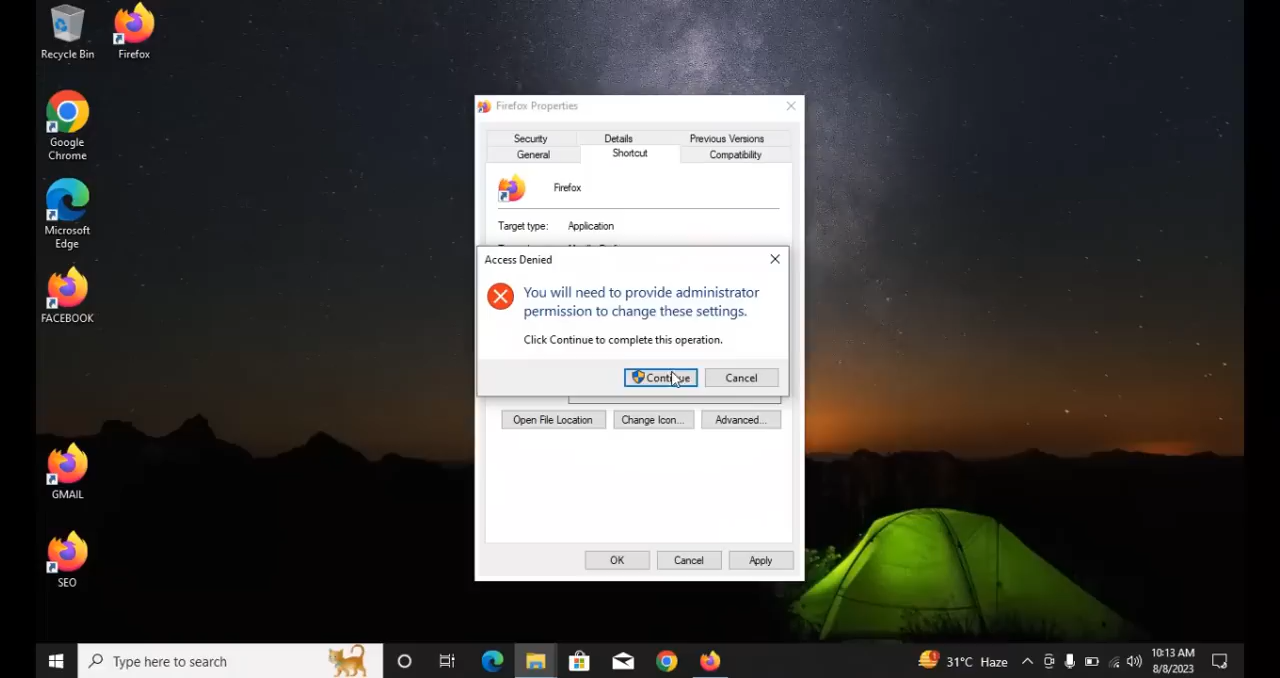 Recycle Bin
Firefox
Google
Chrome
Microsoft
Edge
FACEBOOK
GMAIL
SEO
Firefox Properties
Security
Details
Previous Versions
General
Shortcut
Compatibility
Firefox
Target type:
Application
Access Denied
You will need to provide administrator
permission to change these settings.
Click Continue to complete this operation.
Continue
Cancel
Open File Location
Change Icon...
Advanced...
OK
Cancel
Apply
Type here to search
31°C Haze
10:13 AM
8/8/2023